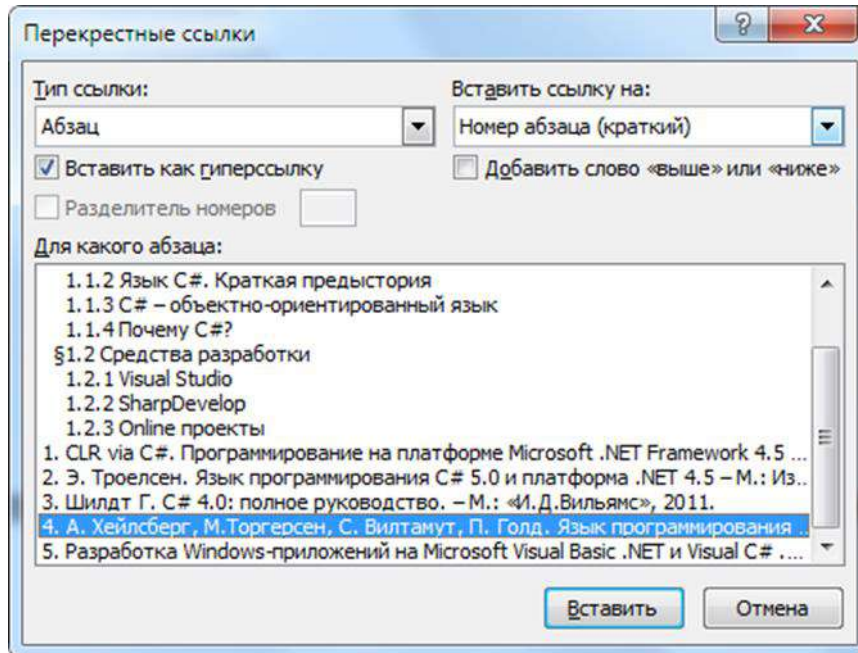 Перекрестные ссылки
Тип ссылки:
Вставить ссылку на:
Абзац
Номер абзаца (краткий)
Вставить как гиперссылку
Добавить слово «выше» или «ниже»
Разделитель номеров
Для какого абзаца:
1.1.2 Язык C#. Краткая предыстория
1.1.3 C# – объектно-ориентированный язык
1.1.4 Почему C#?
§1.2 Средства разработки
1.2.1 Visual Studio
1.2.2 SharpDevelop
1.2.3 Online проекты
1. CLR via C#. Программирование на платформе Microsoft .NET Framework 4.5 ...
2. Э. Троелсен. Язык программирования C# 5.0 и платформа .NET 4.5 – М.: Из...
3. Шилдт Г. C# 4.0: полное руководство. – М.: «И.Д.Вильямс», 2011.
4. А. Хейлсберг, М.Торгерсен, С. Вилтамут, П. Голд. Язык программирования ...
5. Разработка Windows-приложений на Microsoft Visual Basic .NET и Visual C# ....
Вставить
Отмена